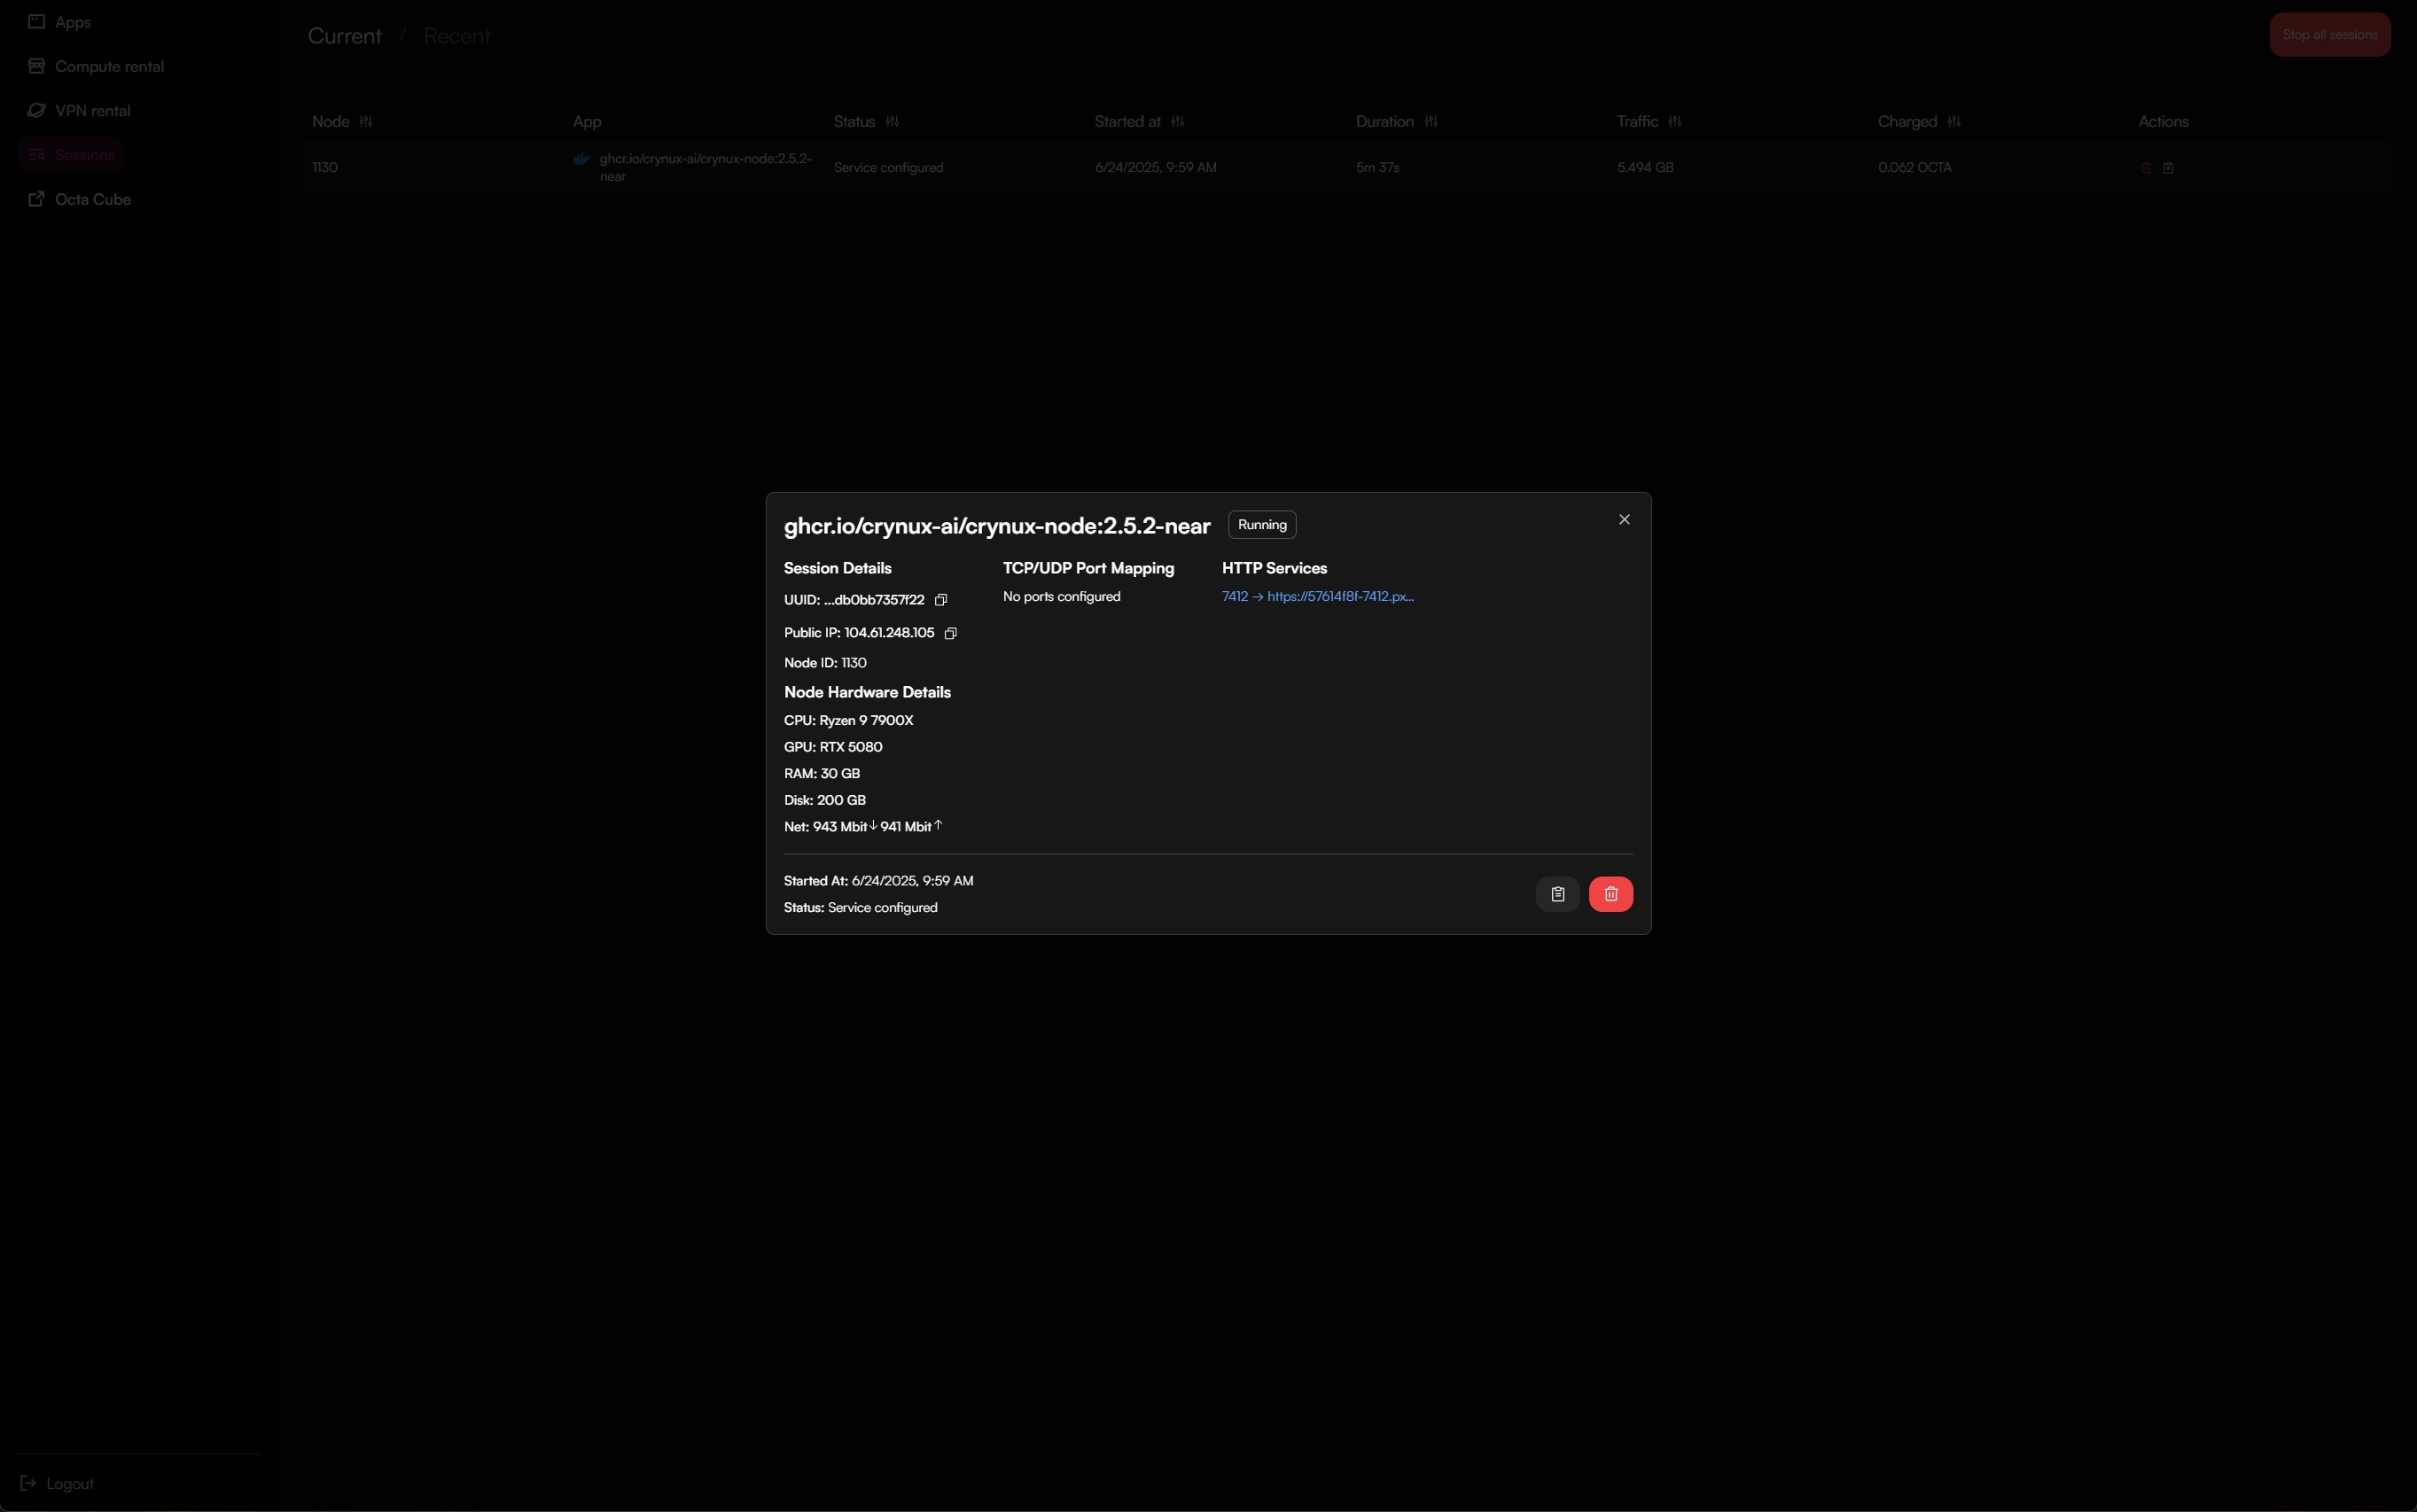 Apps
Compute rental
VPN rental
Sessions
Octa Cube
Logout
Current / Recent
Stop all sessions
Node App Status Started at Duration Traffic Charged Actions
1130 ghcr.io/crynux-ai/crynux-node:2.5.2- Service configured 6/24/2025, 9:59 AM 5m 37s 5.494 GB 0.062 OCTA
near
ghcr.io/crynux-ai/crynux-node:2.5.2-near Running
Session Details
UUID: ...db0bb7357f22
Public IP: 104.61.248.105
Node ID: 1130
TCP/UDP Port Mapping
No ports configured
HTTP Services
7412 → https://57614f8f-7412.px...
Node Hardware Details
CPU: Ryzen 9 7900X
GPU: RTX 5080
RAM: 30 GB
Disk: 200 GB
Net: 943 Mbit↓ 941 Mbit↑
Started At: 6/24/2025, 9:59 AM
Status: Service configured